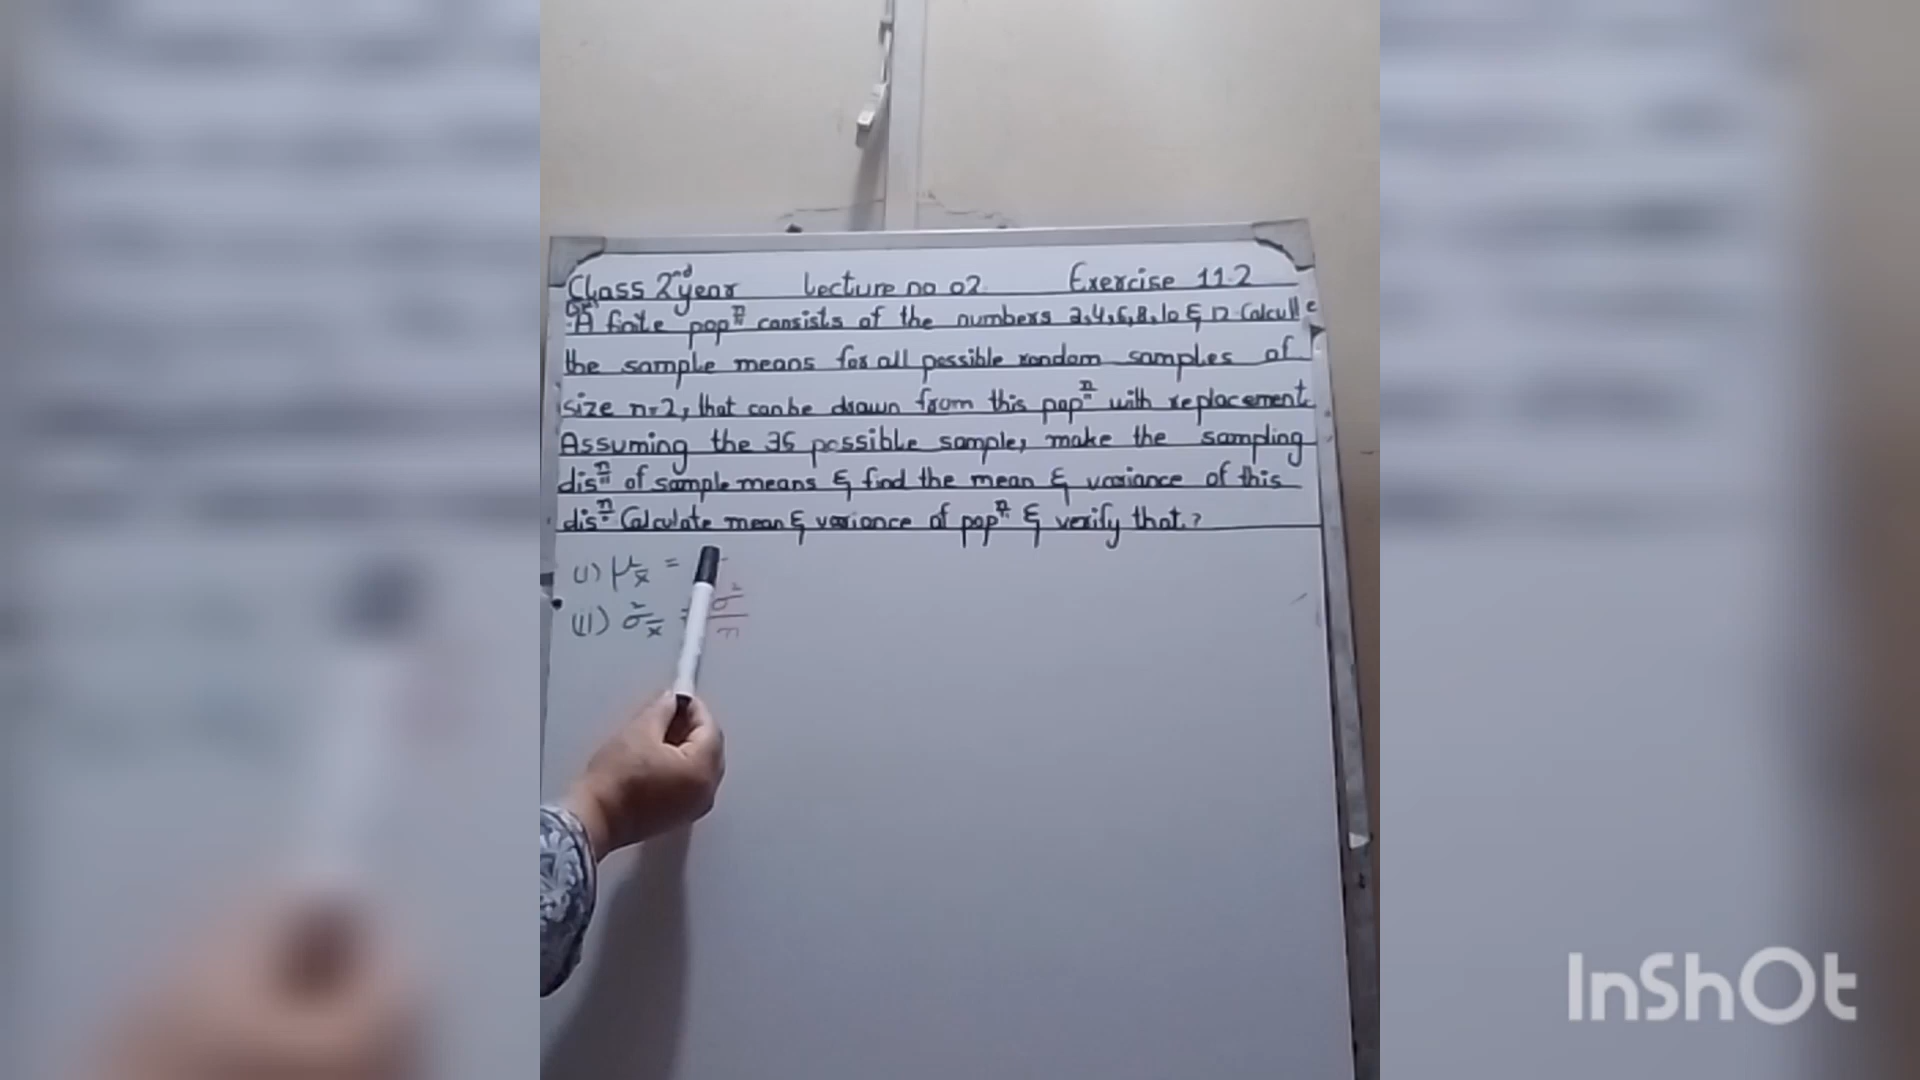 Class 2nd year Lecture no 02 Exercise 11.2
A finite popⁿ consists of the numbers 2,4,6,8,10 & 12. Calcul e
the sample means for all possible random samples of
size n=2, that can be drawn from this popⁿ with replacement
Assuming the 36 possible sample, make the sampling
disⁿ of sample means & find the mean & variance of this
disⁿ. Calculate mean & variance of popⁿ & verify that.?
(i) μx̄ =
(ii) σ²x̄ = σ²/n
InShOt